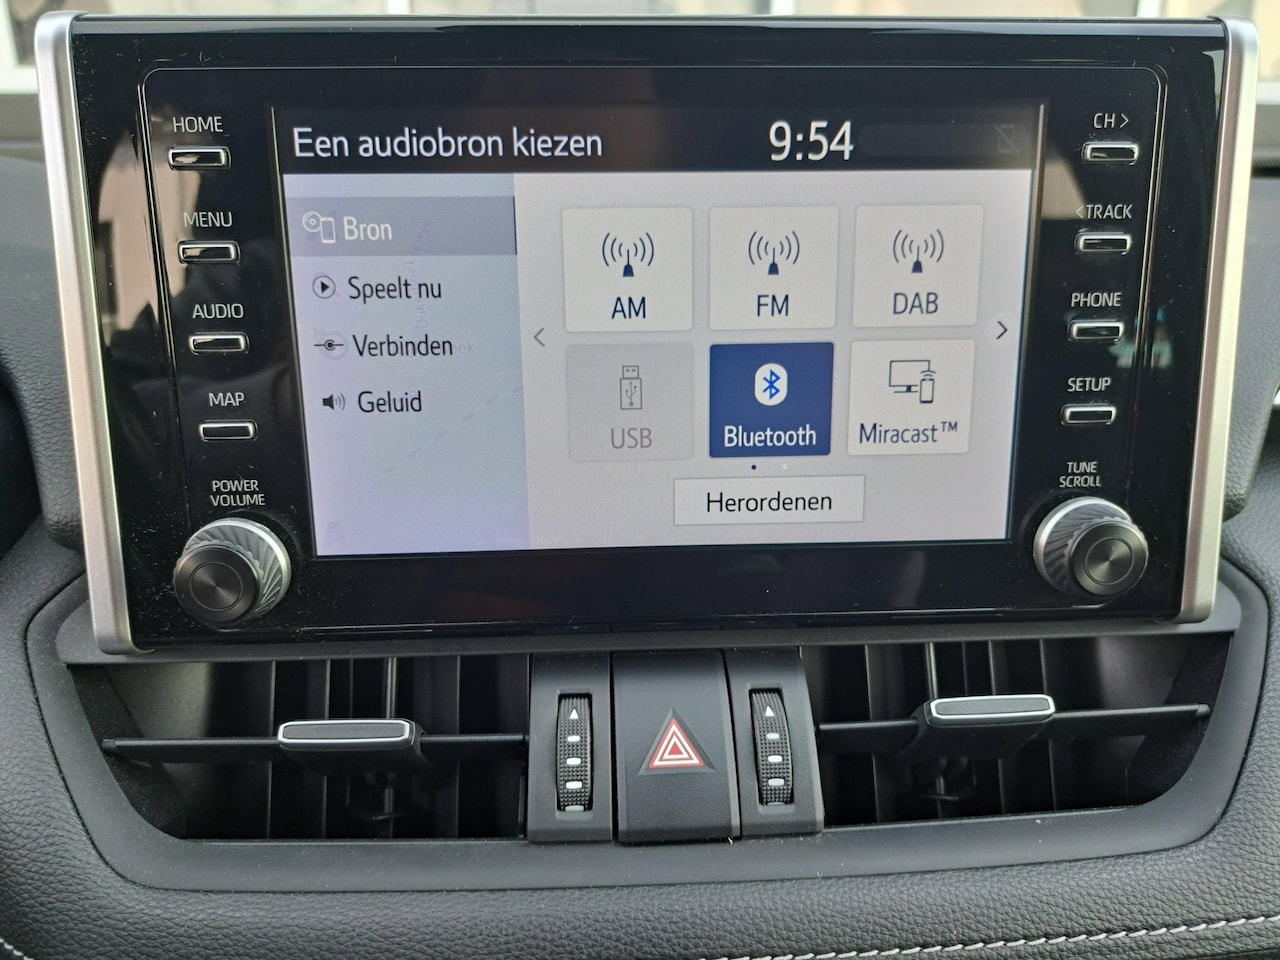 HOME
MENU
AUDIO
MAP
POWER
VOLUME
Een audiobron kiezen 9:54
Bron
Speelt nu
Verbinden
Geluid
AM FM DAB
USB Bluetooth Miracast™
Herordenen
CH >
< TRACK
PHONE
SETUP
TUNE
SCROLL